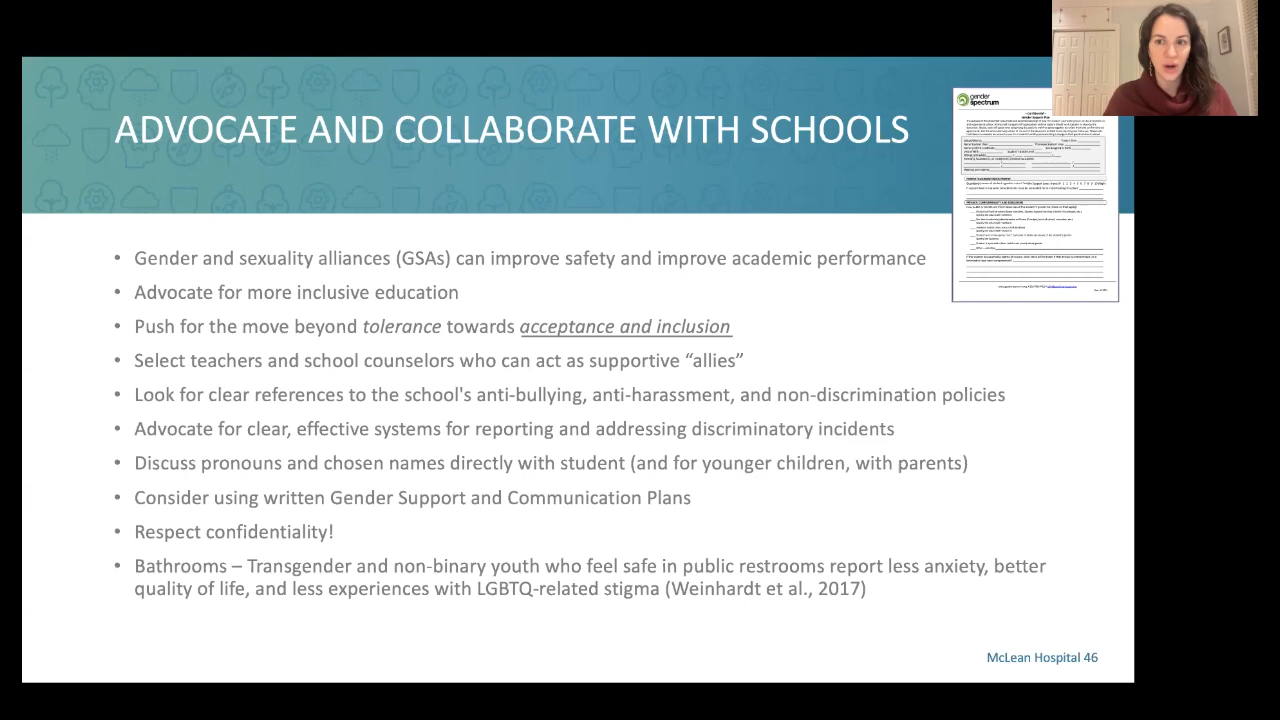 ADVOCATE AND COLLABORATE WITH SCHOOLS
gender
spectrum
• Gender and sexuality alliances (GSAs) can improve safety and improve academic performance
• Advocate for more inclusive education
• Push for the move beyond tolerance towards acceptance and inclusion
• Select teachers and school counselors who can act as supportive “allies”
• Look for clear references to the school's anti-bullying, anti-harassment, and non-discrimination policies
• Advocate for clear, effective systems for reporting and addressing discriminatory incidents
• Discuss pronouns and chosen names directly with student (and for younger children, with parents)
• Consider using written Gender Support and Communication Plans
• Respect confidentiality!
• Bathrooms – Transgender and non-binary youth who feel safe in public restrooms report less anxiety, better
quality of life, and less experiences with LGBTQ-related stigma (Weinhardt et al., 2017)
McLean Hospital 46